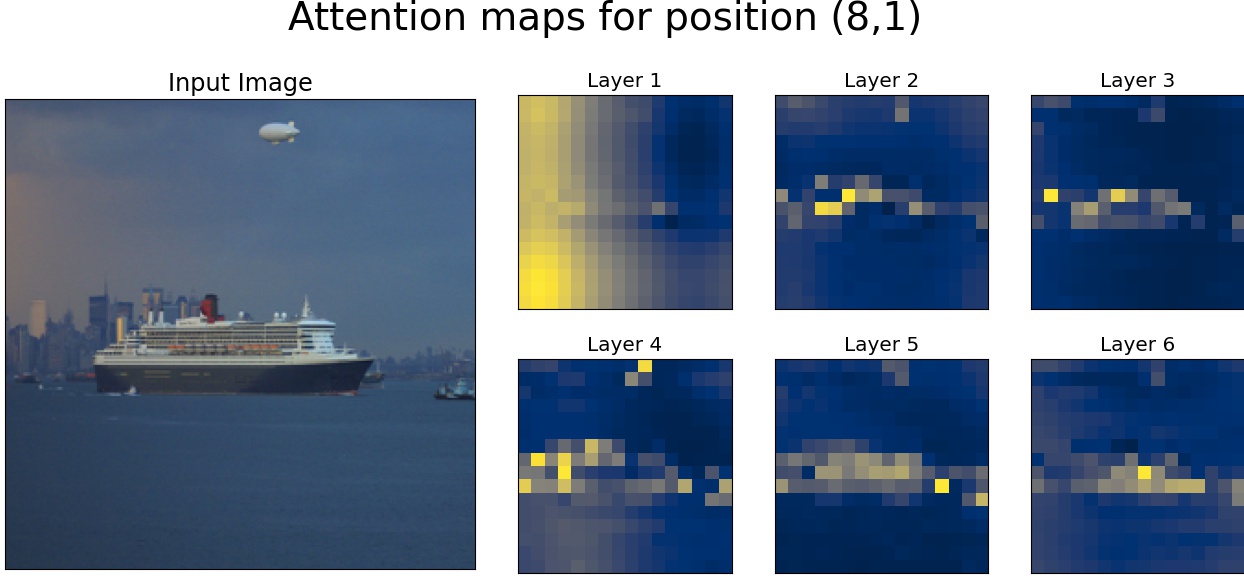 Attention maps for position (8,1)
Input Image
Layer 1
Layer 2
Layer 3
Layer 4
Layer 5
Layer 6